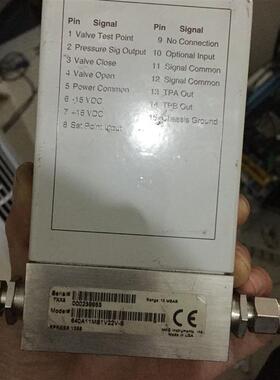 Pin Signal
1 Valve Test Point
2 Pressure Sig Output
3 Valve Close
4 Valve Open
5 Power Common
6 -15 VDC
7 +15 VDC
8 Set Point Input
Pin Signal
9 No Connection
10 Optional Input
11 Signal Common
12 Signal Common
13 TPA Out
14 TPB Out
15 Chassis Ground
Serial#
000239953
Range 10 MBAR
Model#
640A11MB1V22V-S
CE
MKS Instruments, Inc.
Made in USA